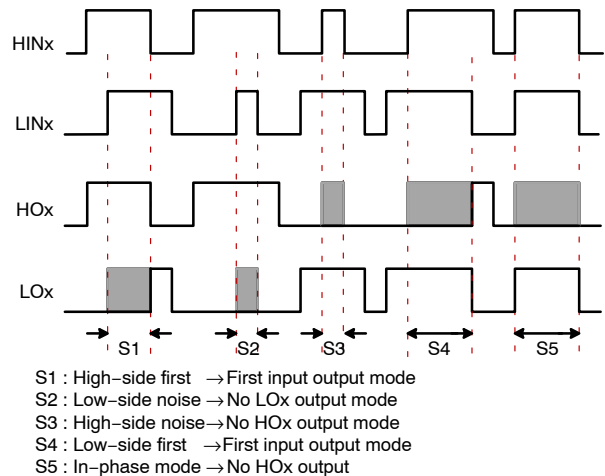 HINx
LINx
HOx
LOx
S1 S2 S3 S4 S5
S1 : High−side first →First input output mode
S2 : Low−side noise→No LOx output mode
S3 : High−side noise→No HOx output mode
S4 : Low−side first →First input output mode
S5 : In−phase mode→No HOx output